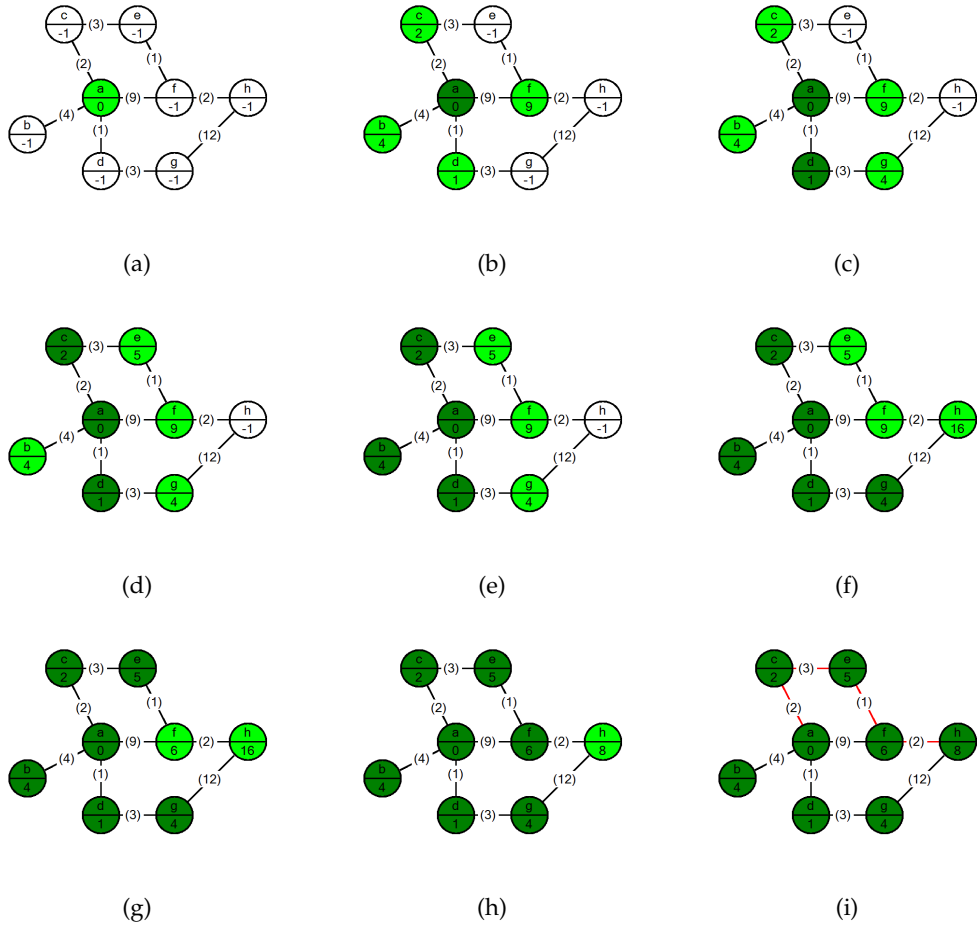 c (3) e
-1 -1
(2) (1)
a (9) f (2) h
0 -1 -1
(4)
b (1) (12)
-1
d (3) g
-1 -1
(a)
c (3) e
2 -1
(2) (1)
a (9) f (2) h
0 9 -1
(4)
b (1) (12)
4
d (3) g
1 -1
(b)
c (3) e
2 -1
(2) (1)
a (9) f (2) h
0 9 -1
(4)
b (1) (12)
4
d (3) g
1 4
(c)
c (3) e
2 5
(2) (1)
a (9) f (2) h
0 9 -1
(4)
b (1) (12)
4
d (3) g
1 4
(d)
c (3) e
2 5
(2) (1)
a (9) f (2) h
0 9 -1
(4)
b (1) (12)
4
d (3) g
1 4
(e)
c (3) e
2 5
(2) (1)
a (9) f (2) h
0 9 16
(4)
b (1) (12)
4
d (3) g
1 4
(f)
c (3) e
2 5
(2) (1)
a (9) f (2) h
0 6 16
(4)
b (1) (12)
4
d (3) g
1 4
(g)
c (3) e
2 5
(2) (1)
a (9) f (2) h
0 6 8
(4)
b (1) (12)
4
d (3) g
1 4
(h)
c (3) e
2 5
(2) (1)
a (9) f (2) h
0 6 8
(4)
b (1) (12)
4
d (3) g
1 4
(i)